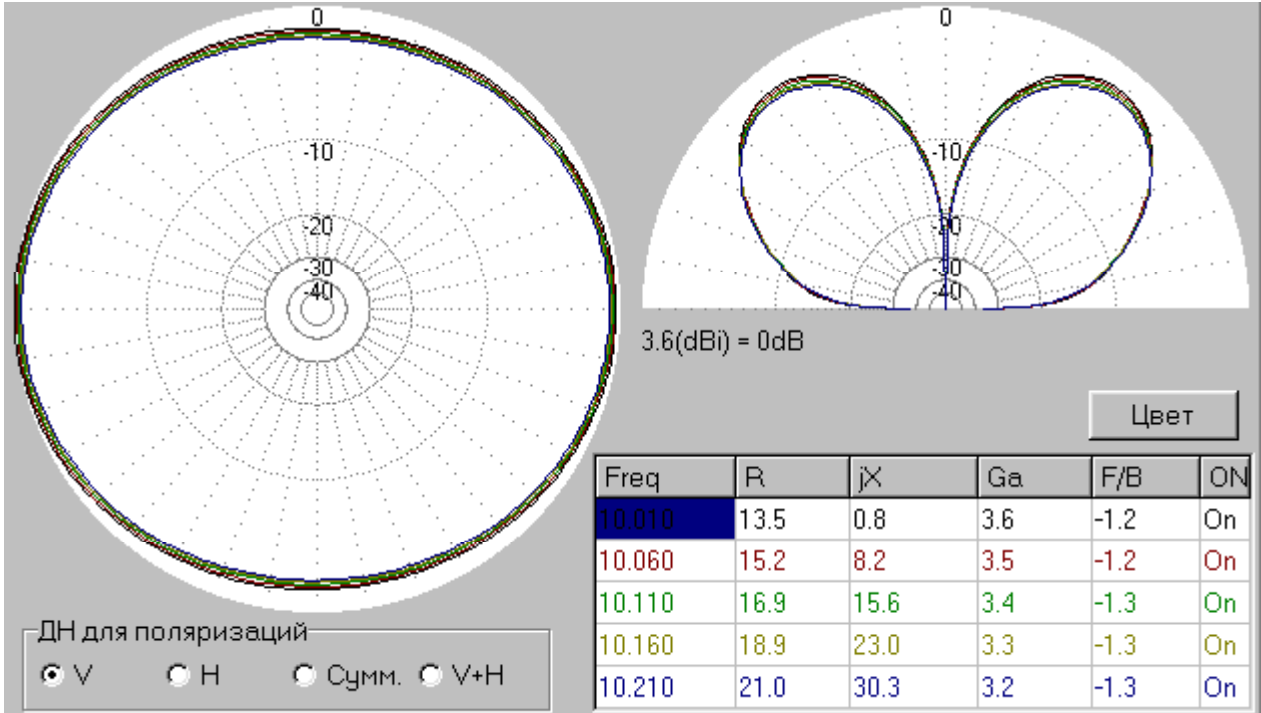 0
-10
-20
-30
-40
0
-10
-20
-30
-40
3.6(dBi) = 0dB
Цвет
Freq R jX Ga F/B ON
10.010 13.5 0.8 3.6 -1.2 On
10.060 15.2 8.2 3.5 -1.2 On
10.110 16.9 15.6 3.4 -1.3 On
10.160 18.9 23.0 3.3 -1.3 On
10.210 21.0 30.3 3.2 -1.3 On
ДН для поляризаций
V H Сумм. V+H